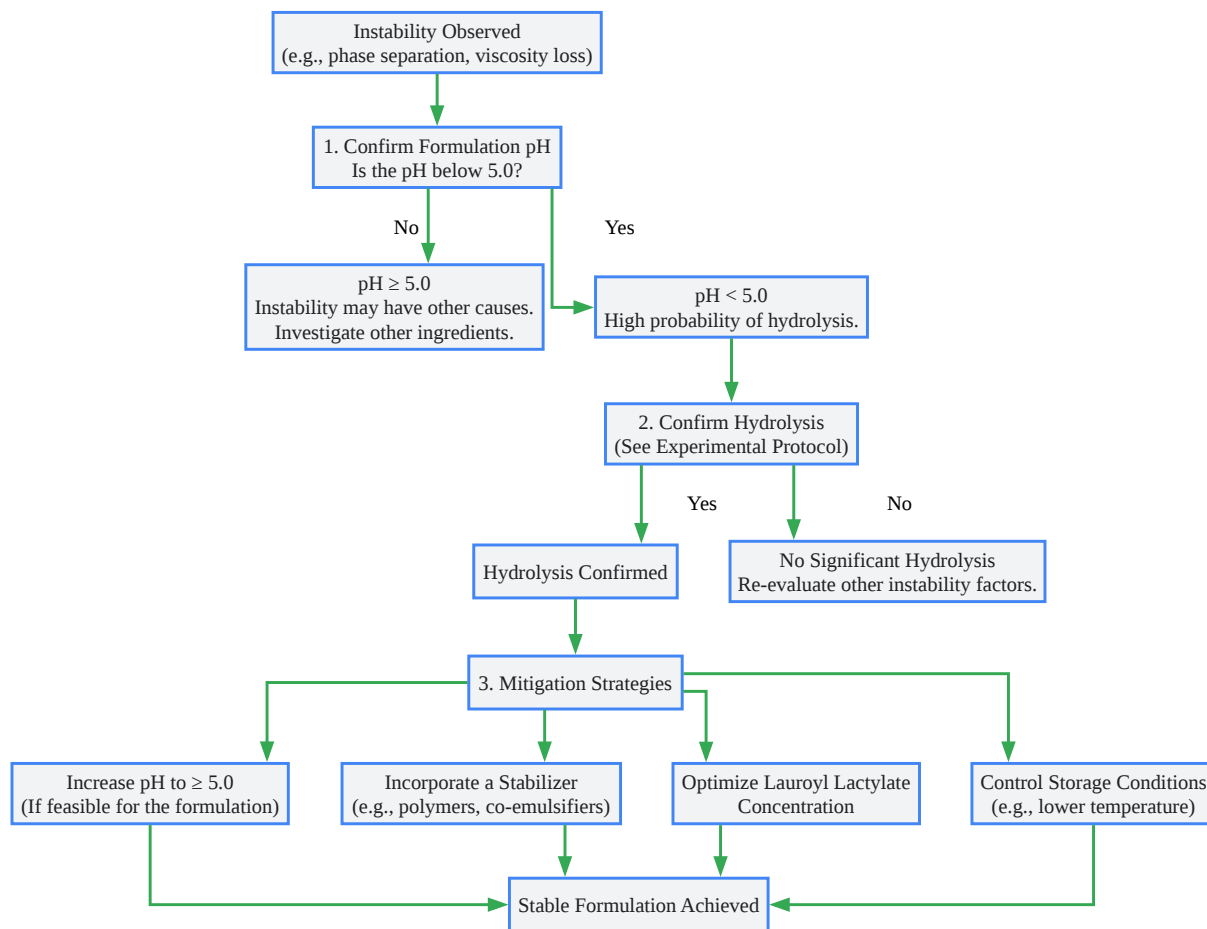 Instability Observed
(e.g., phase separation, viscosity loss)
1. Confirm Formulation pH
Is the pH below 5.0?
No
Yes
pH ≥ 5.0
Instability may have other causes.
Investigate other ingredients.
pH < 5.0
High probability of hydrolysis.
2. Confirm Hydrolysis
(See Experimental Protocol)
Yes
No
Hydrolysis Confirmed
No Significant Hydrolysis
Re-evaluate other instability factors.
3. Mitigation Strategies
Increase pH to ≥ 5.0
(If feasible for the formulation)
Incorporate a Stabilizer
(e.g., polymers, co-emulsifiers)
Optimize Lauroyl Lactylate
Concentration
Control Storage Conditions
(e.g., lower temperature)
Stable Formulation Achieved